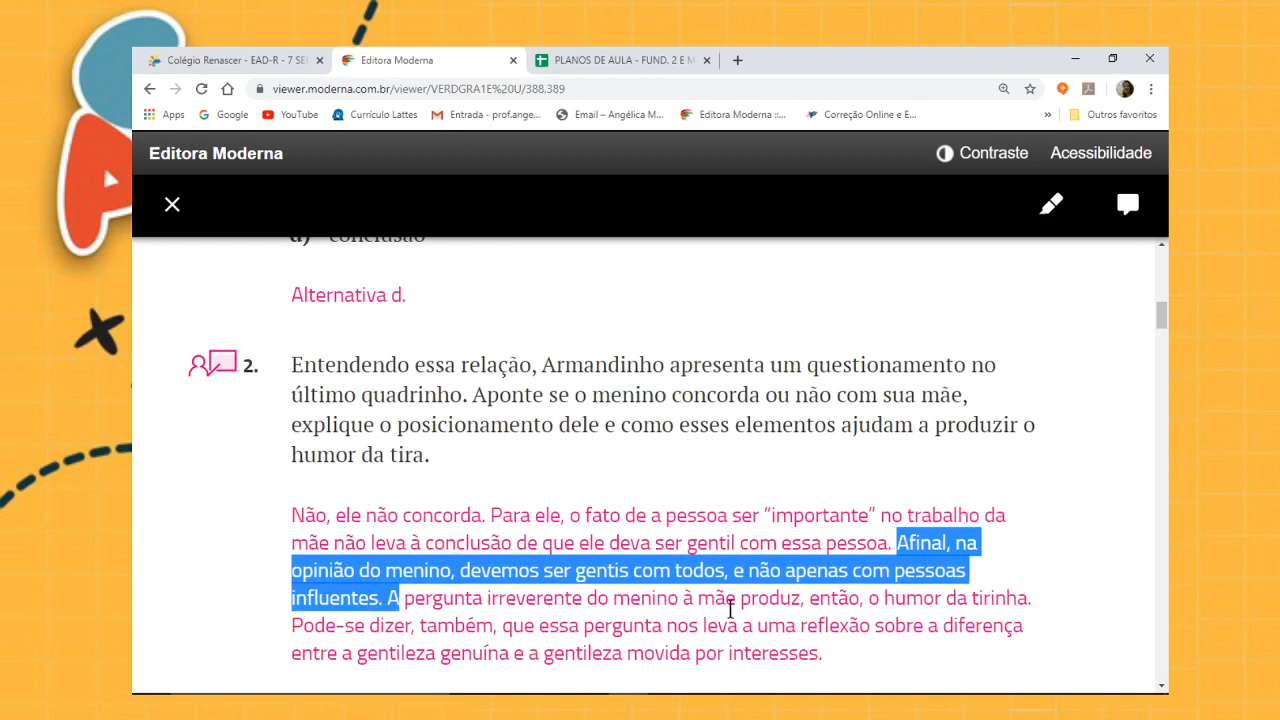 Colégio Renascer - EAD-R - 7 SE
Editora Moderna
PLANOS DE AULA - FUND. 2 E M
viewer.moderna.com.br/viewer/VERDGRA1E%20U/388,389
Apps
Google
YouTube
Currículo Lattes
Entrada - prof.ange...
Email – Angélica M...
Editora Moderna ::..
Correção Online e E...
»
Outros favoritos
Editora Moderna
Contraste
Acessibilidade
d) conclusão
Alternativa d.
2. Entendendo essa relação, Armandinho apresenta um questionamento no
último quadrinho. Aponte se o menino concorda ou não com sua mãe,
explique o posicionamento dele e como esses elementos ajudam a produzir o
humor da tira.
Não, ele não concorda. Para ele, o fato de a pessoa ser “importante” no trabalho da
mãe não leva à conclusão de que ele deva ser gentil com essa pessoa. Afinal, na
opinião do menino, devemos ser gentis com todos, e não apenas com pessoas
influentes. A pergunta irreverente do menino à mãe produz, então, o humor da tirinha.
Pode-se dizer, também, que essa pergunta nos leva a uma reflexão sobre a diferença
entre a gentileza genuína e a gentileza movida por interesses.